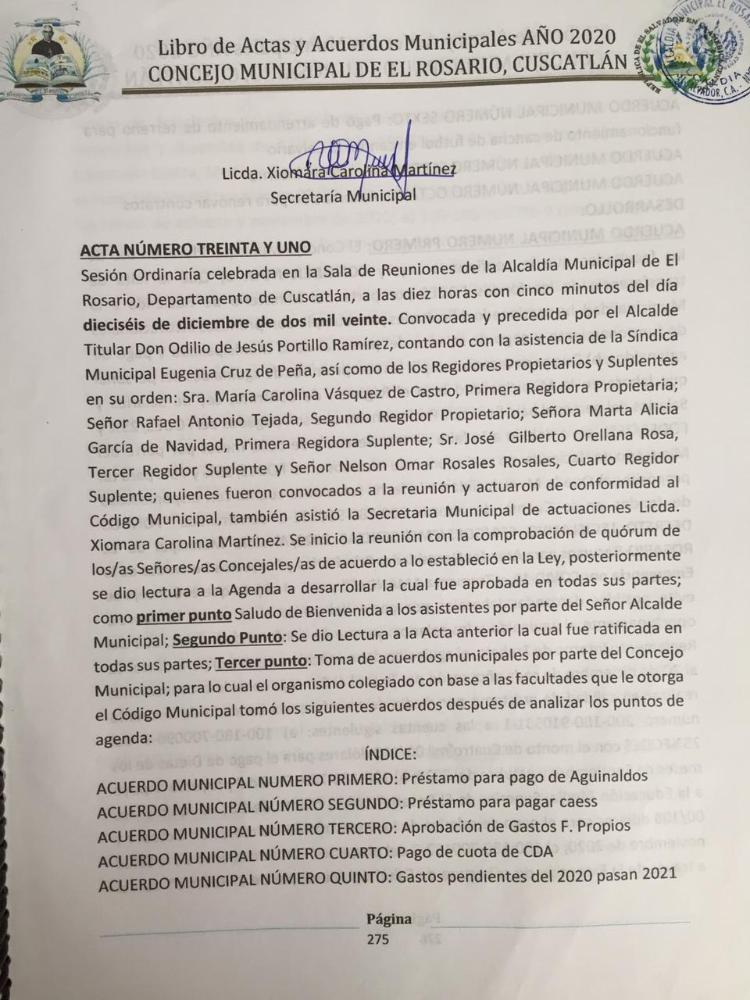 Libro de Actas y Acuerdos Municipales AÑO 2020
CONCEJO MUNICIPAL DE EL ROSARIO, CUSCATLÁN
Licda. Xiomara Carolina Martínez
Secretaría Municipal
ACTA NÚMERO TREINTA Y UNO
Sesión Ordinaría celebrada en la Sala de Reuniones de la Alcaldía Municipal de El
Rosario, Departamento de Cuscatlán, a las diez horas con cinco minutos del día
dieciséis de diciembre de dos mil veinte. Convocada y precedida por el Alcalde
Titular Don Odilio de Jesús Portillo Ramírez, contando con la asistencia de la Síndica
Municipal Eugenia Cruz de Peña, así como de los Regidores Propietarios y Suplentes
en su orden: Sra. María Carolina Vásquez de Castro, Primera Regidora Propietaria;
Señor Rafael Antonio Tejada, Segundo Regidor Propietario; Señora Marta Alicia
García de Navidad, Primera Regidora Suplente; Sr. José Gilberto Orellana Rosa,
Tercer Regidor Suplente y Señor Nelson Omar Rosales Rosales, Cuarto Regidor
Suplente; quienes fueron convocados a la reunión y actuaron de conformidad al
Código Municipal, también asistió la Secretaria Municipal de actuaciones Licda.
Xiomara Carolina Martínez. Se inicio la reunión con la comprobación de quórum de
los/as Señores/as Concejales/as de acuerdo a lo estableció en la Ley, posteriormente
se dio lectura a la Agenda a desarrollar la cual fue aprobada en todas sus partes;
como primer punto Saludo de Bienvenida a los asistentes por parte del Señor Alcalde
Municipal; Segundo Punto: Se dio Lectura a la Acta anterior la cual fue ratificada en
todas sus partes; Tercer punto: Toma de acuerdos municipales por parte del Concejo
Municipal; para lo cual el organismo colegiado con base a las facultades que le otorga
el Código Municipal tomó los siguientes acuerdos después de analizar los puntos de
agenda:
ÍNDICE:
ACUERDO MUNICIPAL NUMERO PRIMERO: Préstamo para pago de Aguinaldos
ACUERDO MUNICIPAL NÚMERO SEGUNDO: Préstamo para pagar caess
ACUERDO MUNICIPAL NÚMERO TERCERO: Aprobación de Gastos F. Propios
ACUERDO MUNICIPAL NÚMERO CUARTO: Pago de cuota de CDA
ACUERDO MUNICIPAL NÚMERO QUINTO: Gastos pendientes del 2020 pasan 2021
Página
275